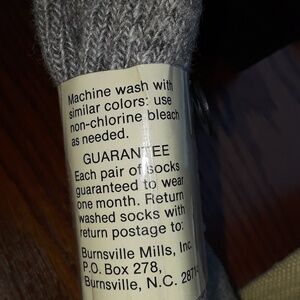 Machine wash with
similar colors: use
non-chlorine bleach
as needed.
GUARANTEE
Each pair of socks
guaranteed to wear
one month. Return
washed socks with
return postage to:
Burnsville Mills, Inc.
P.O. Box 278,
Burnsville, N.C.